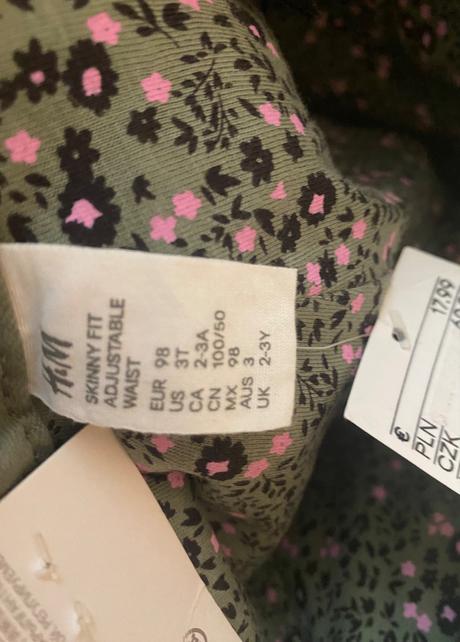 H&M
SKINNY FIT
ADJUSTABLE
WAIST
EUR 98
US 3T
CA 2-3A
CN 100/50
MX 98
AUS 3
UK 2-3Y
€ 17.99
PLN
CZK